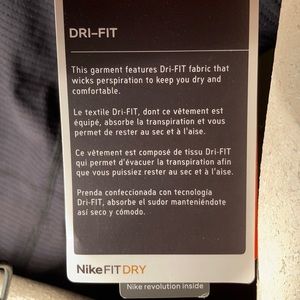 DRI-FIT
This garment features Dri-FIT fabric that
wicks perspiration to keep you dry and
comfortable.
Le textile Dri-FIT, dont ce vêtement est
équipé, absorbe la transpiration et vous
permet de rester au sec et à l'aise.
Ce vêtement est composé de tissu Dri-FIT
qui permet d'évacuer la transpiration afin
que vous puissiez rester au sec et à l'aise.
Prenda confeccionada con tecnología
Dri-FIT, absorbe el sudor manteniéndote
así seco y cómodo.
NikeFITDRY
Nike revolution inside